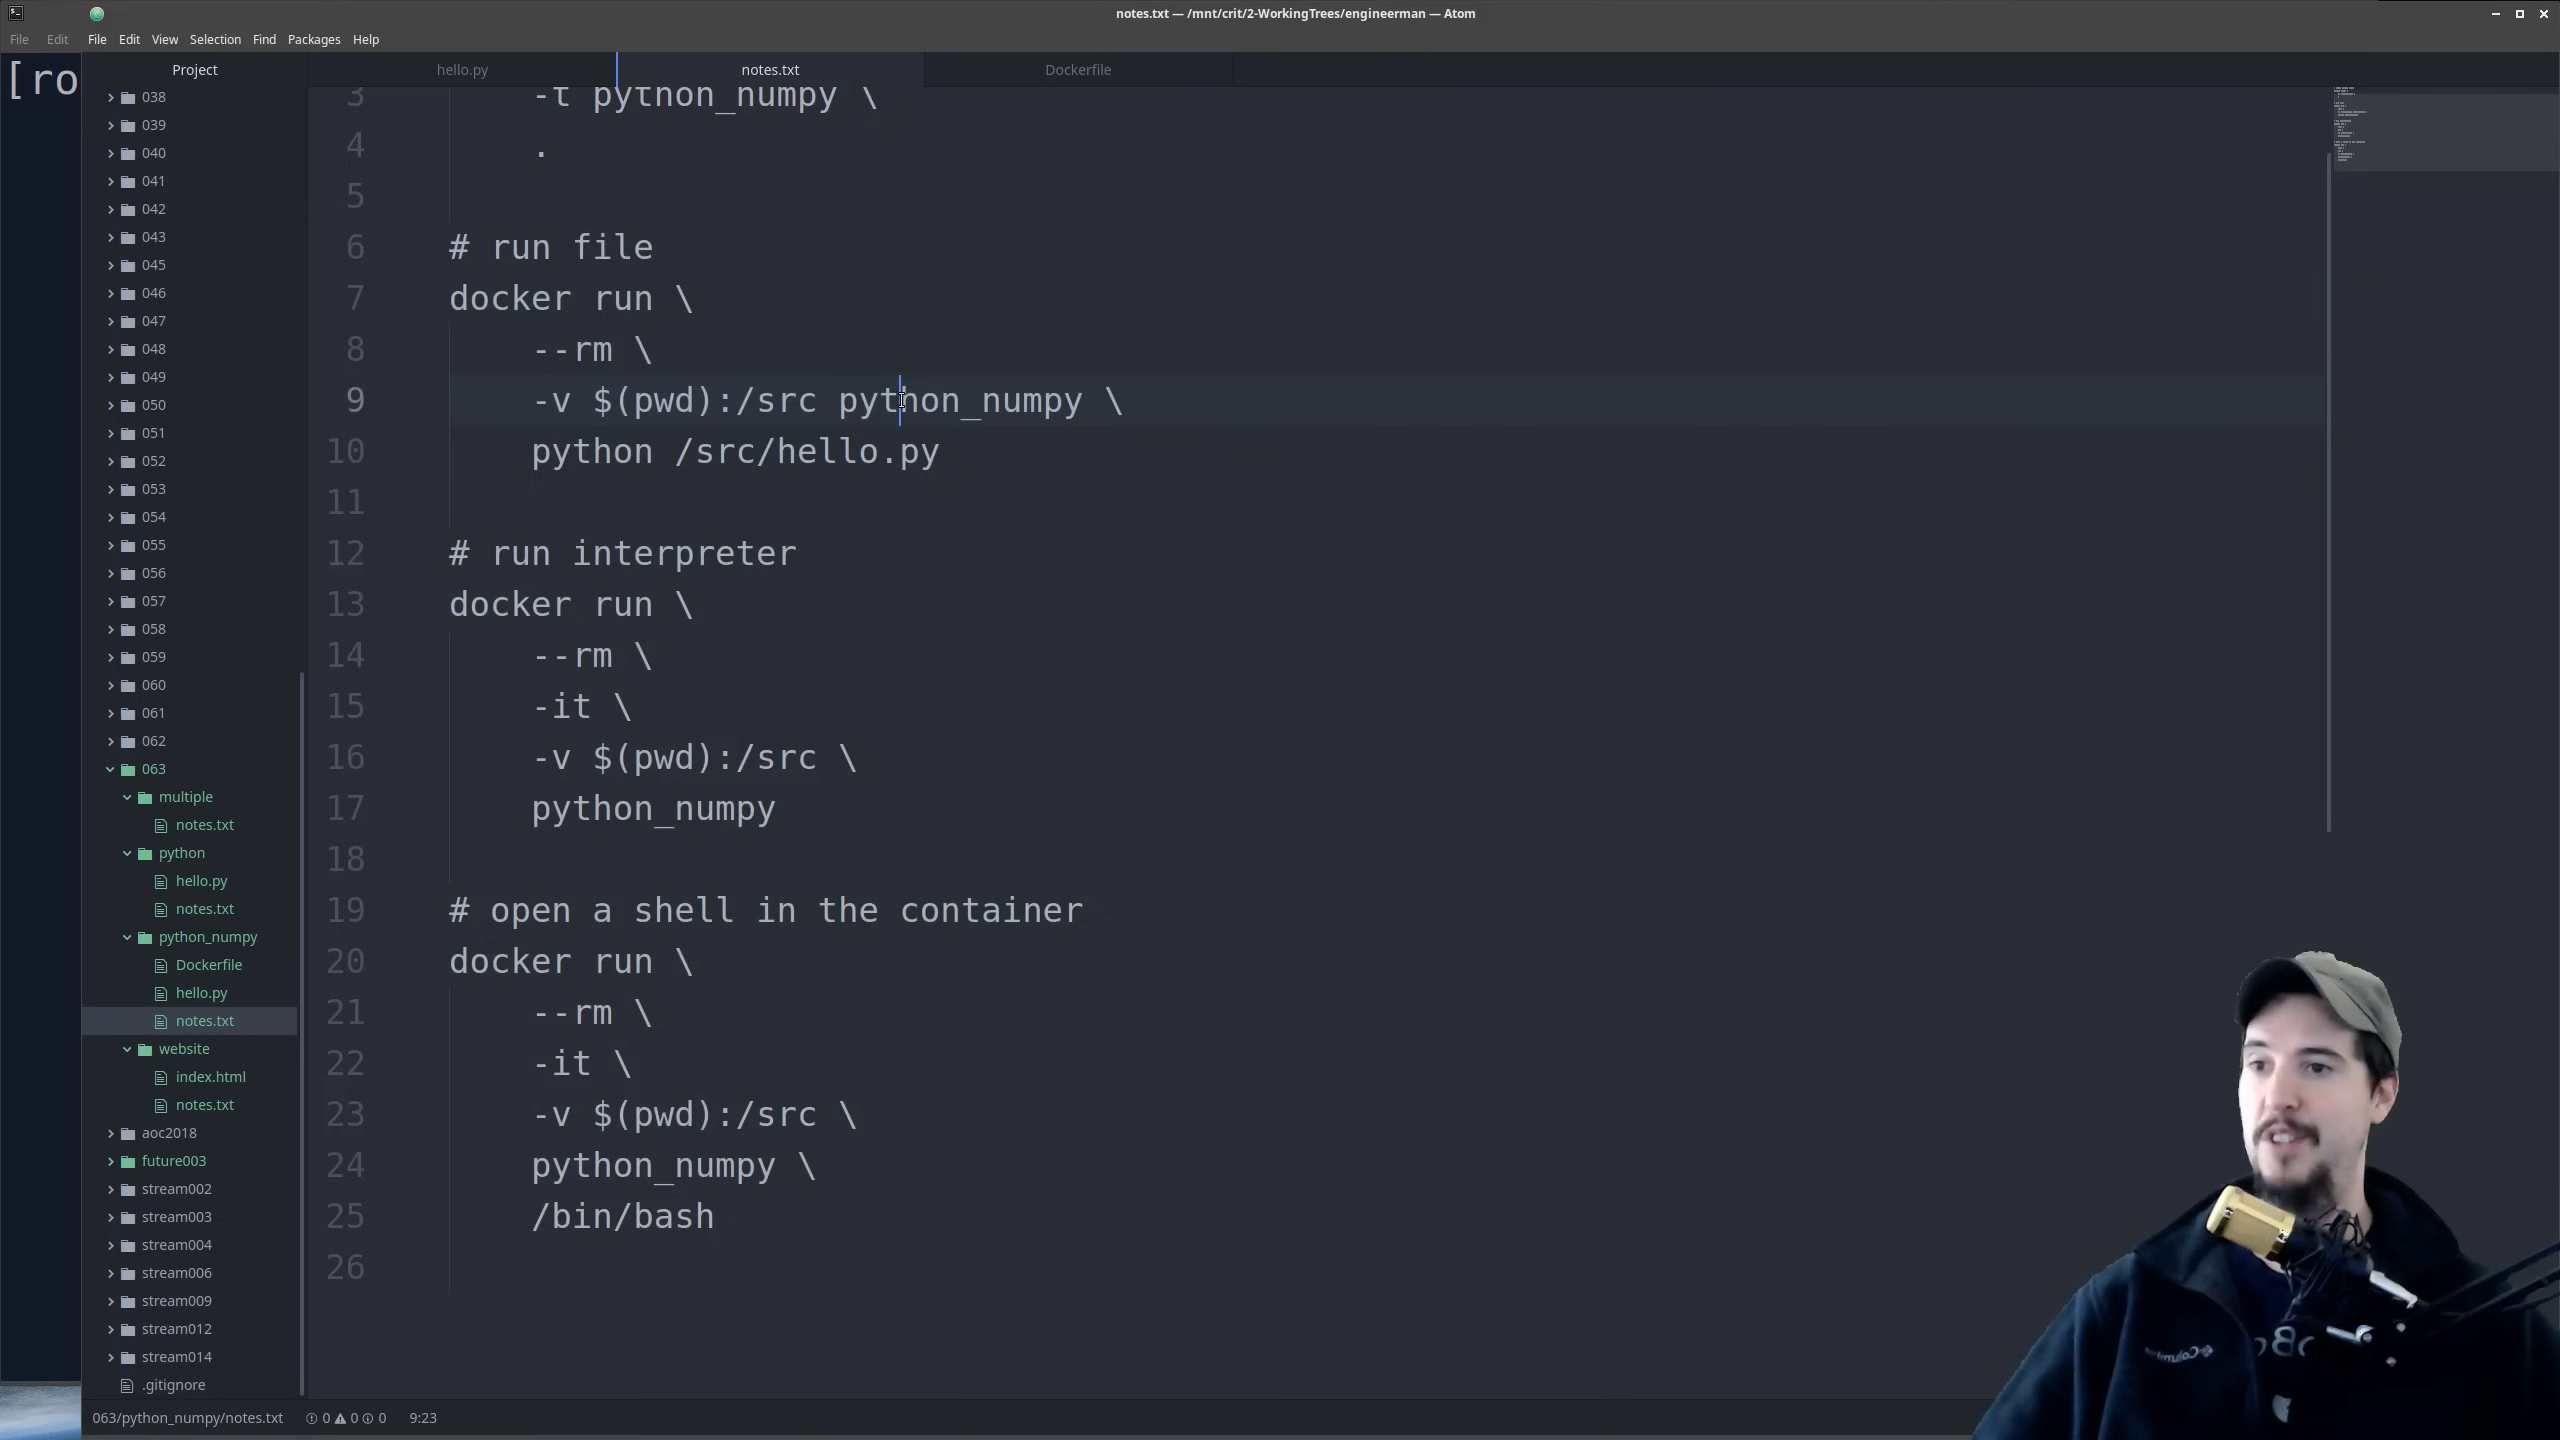 notes.txt — /mnt/crit/2-WorkingTrees/engineerman — Atom
File Edit File Edit View Selection Find Packages Help
[ro
Project
hello.py
notes.txt
Dockerfile
038
039
040
041
042
043
045
046
047
048
049
050
051
052
053
054
055
056
057
058
059
060
061
062
063
multiple
notes.txt
python
hello.py
notes.txt
python_numpy
Dockerfile
hello.py
notes.txt
website
index.html
notes.txt
aoc2018
future003
stream002
stream003
stream004
stream006
stream009
stream012
stream014
.gitignore
3 -t python_numpy \
4 .
5
6 # run file
7 docker run \
8 --rm \
9 -v $(pwd):/src python_numpy \
10 python /src/hello.py
11
12 # run interpreter
13 docker run \
14 --rm \
15 -it \
16 -v $(pwd):/src \
17 python_numpy
18
19 # open a shell in the container
20 docker run \
21 --rm \
22 -it \
23 -v $(pwd):/src \
24 python_numpy \
25 /bin/bash
26
063/python_numpy/notes.txt 0 0 0 9:23
Columbia